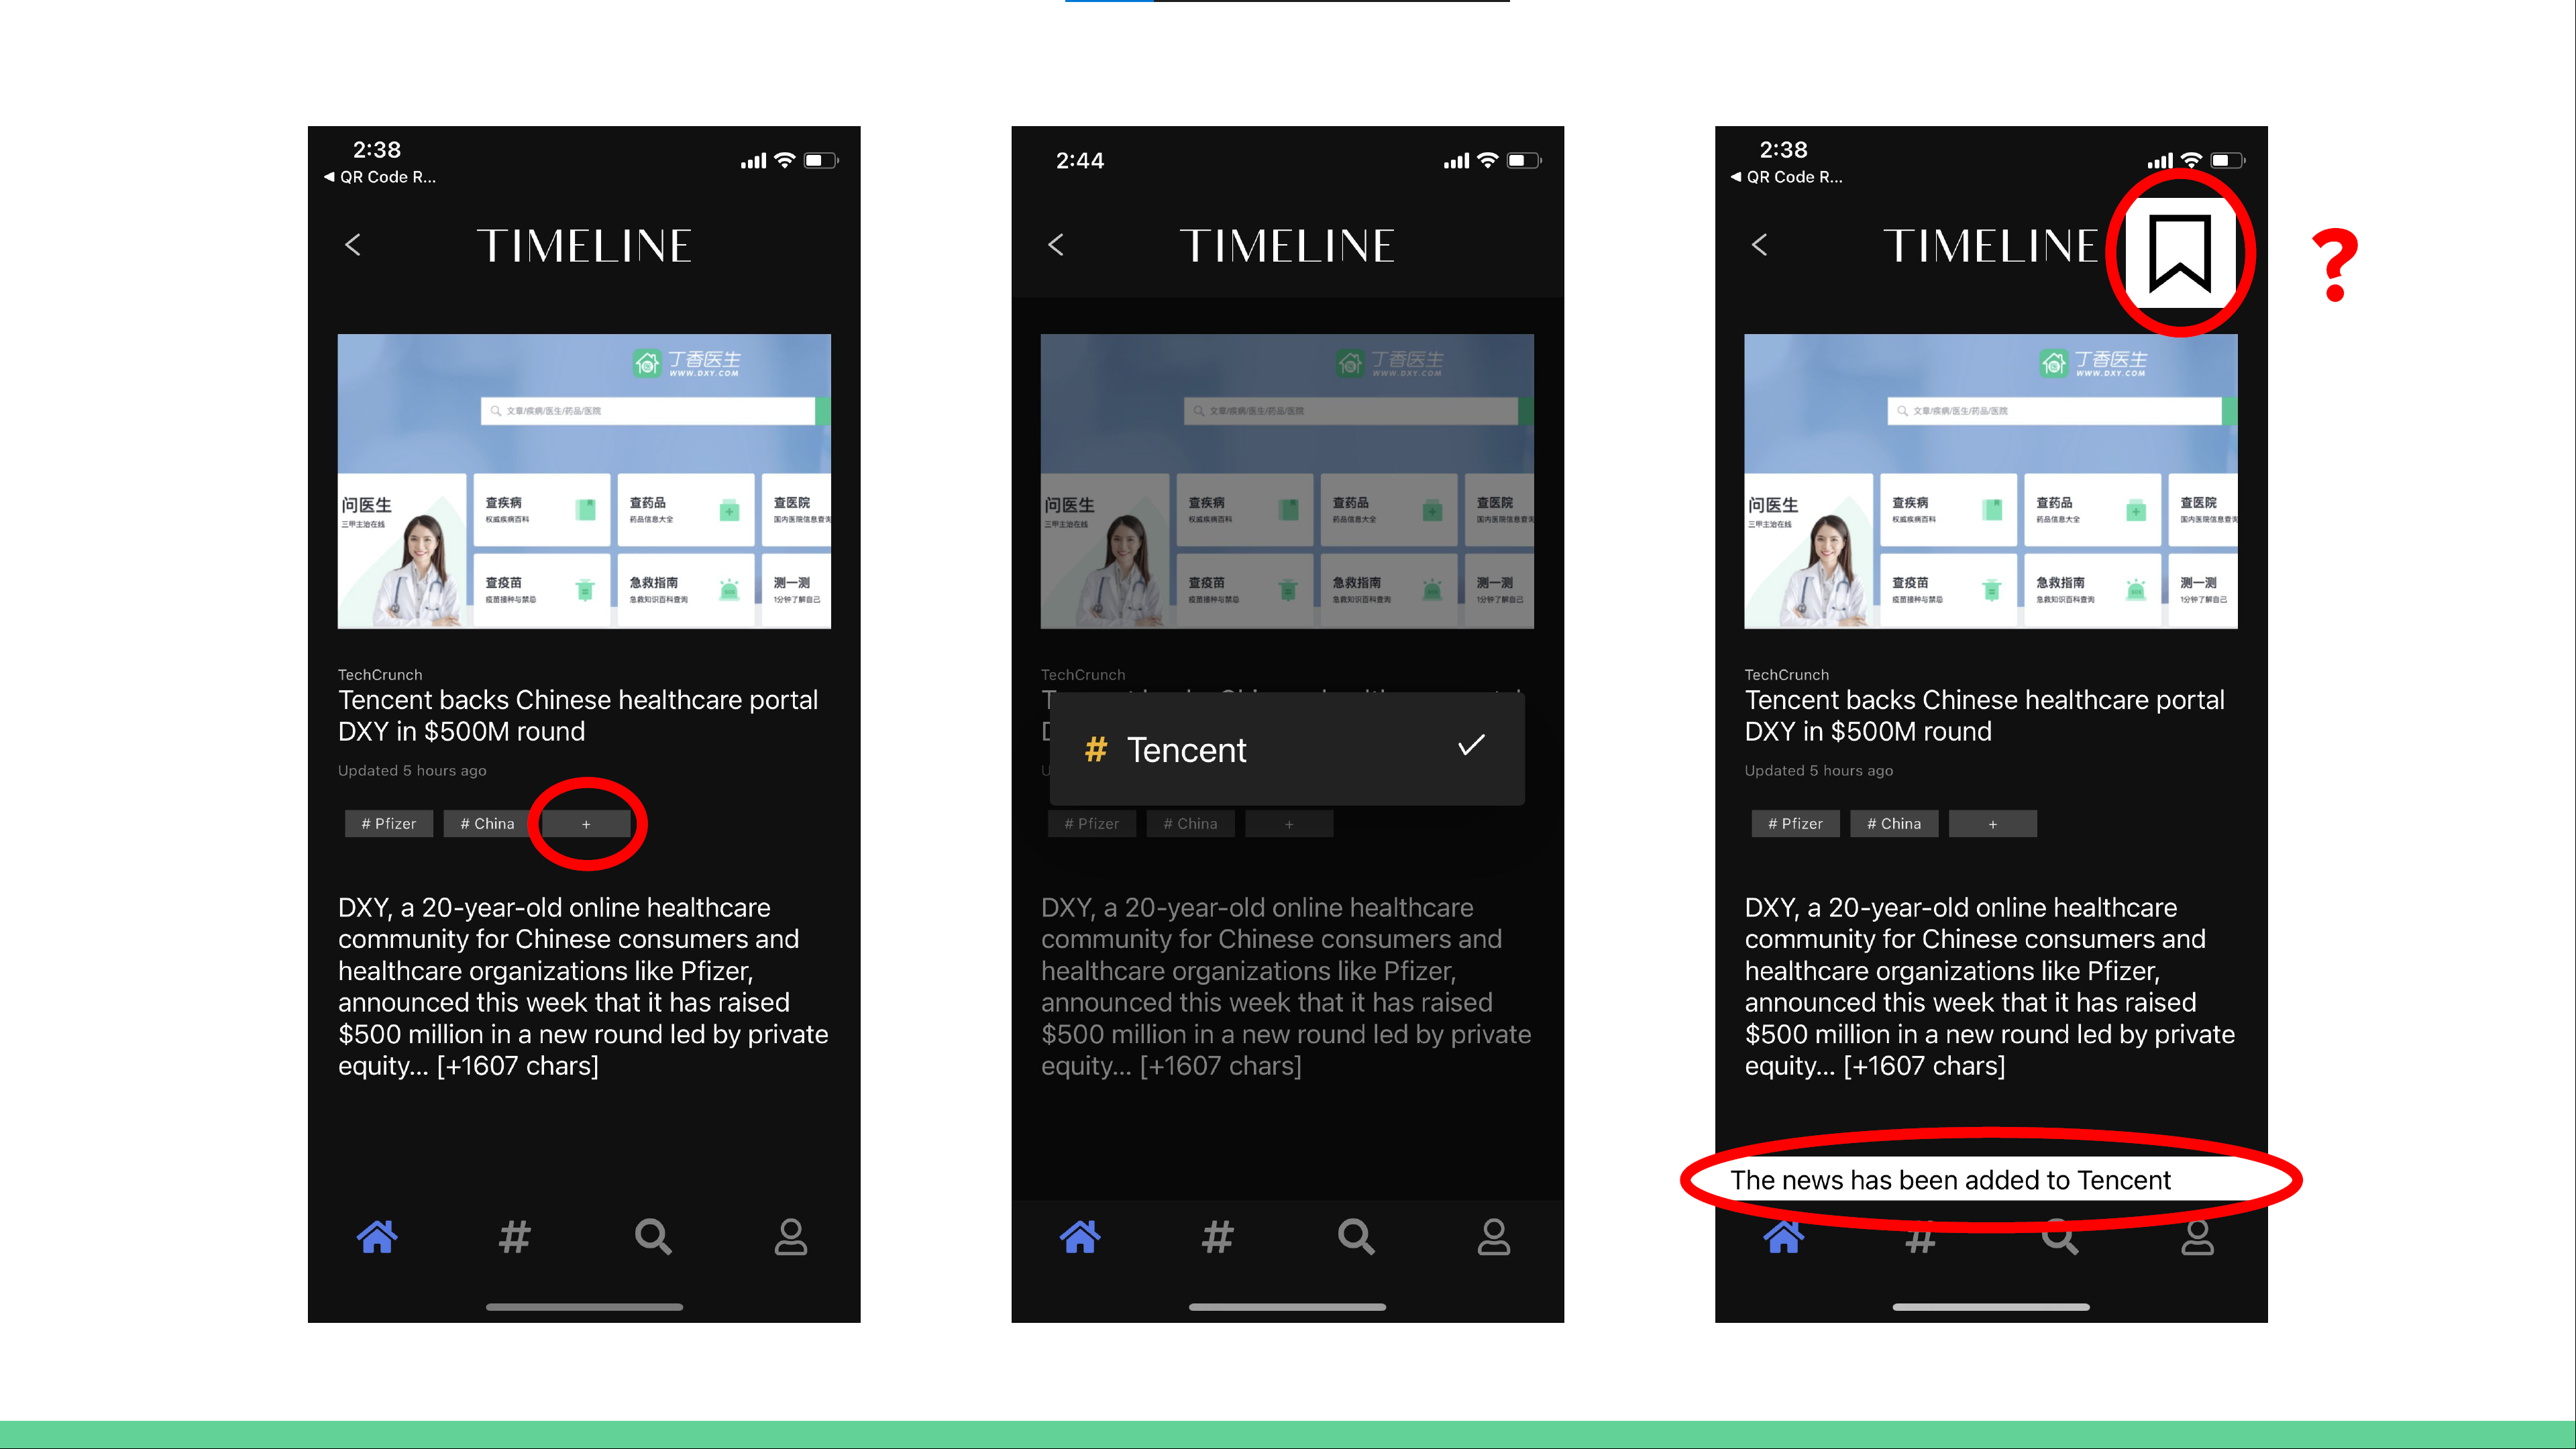 2:38
◀ QR Code R...
TIMELINE
丁香医生
WWW.DXY.COM
文章/疾病/医生/药品/医院
问医生
三甲主治在线
查疾病
权威疾病百科
查药品
药品信息大全
查医院
国内医院信息查询
查疫苗
疫苗接种与禁忌
急救指南
急救知识百科查询
测一测
1分钟了解自己
TechCrunch
Tencent backs Chinese healthcare portal
DXY in $500M round
Updated 5 hours ago
# Pfizer # China +
DXY, a 20-year-old online healthcare
community for Chinese consumers and
healthcare organizations like Pfizer,
announced this week that it has raised
$500 million in a new round led by private
equity... [+1607 chars]
#
2:44
TIMELINE
丁香医生
WWW.DXY.COM
文章/疾病/医生/药品/医院
问医生
三甲主治在线
查疾病
权威疾病百科
查药品
药品信息大全
查医院
国内医院信息查询
查疫苗
疫苗接种与禁忌
急救指南
急救知识百科查询
测一测
1分钟了解自己
TechCrunch
# Tencent
# Pfizer # China +
DXY, a 20-year-old online healthcare
community for Chinese consumers and
healthcare organizations like Pfizer,
announced this week that it has raised
$500 million in a new round led by private
equity... [+1607 chars]
#
2:38
◀ QR Code R...
TIMELINE
?
丁香医生
WWW.DXY.COM
文章/疾病/医生/药品/医院
问医生
三甲主治在线
查疾病
权威疾病百科
查药品
药品信息大全
查医院
国内医院信息查询
查疫苗
疫苗接种与禁忌
急救指南
急救知识百科查询
测一测
1分钟了解自己
TechCrunch
Tencent backs Chinese healthcare portal
DXY in $500M round
Updated 5 hours ago
# Pfizer # China +
DXY, a 20-year-old online healthcare
community for Chinese consumers and
healthcare organizations like Pfizer,
announced this week that it has raised
$500 million in a new round led by private
equity... [+1607 chars]
The news has been added to Tencent
#